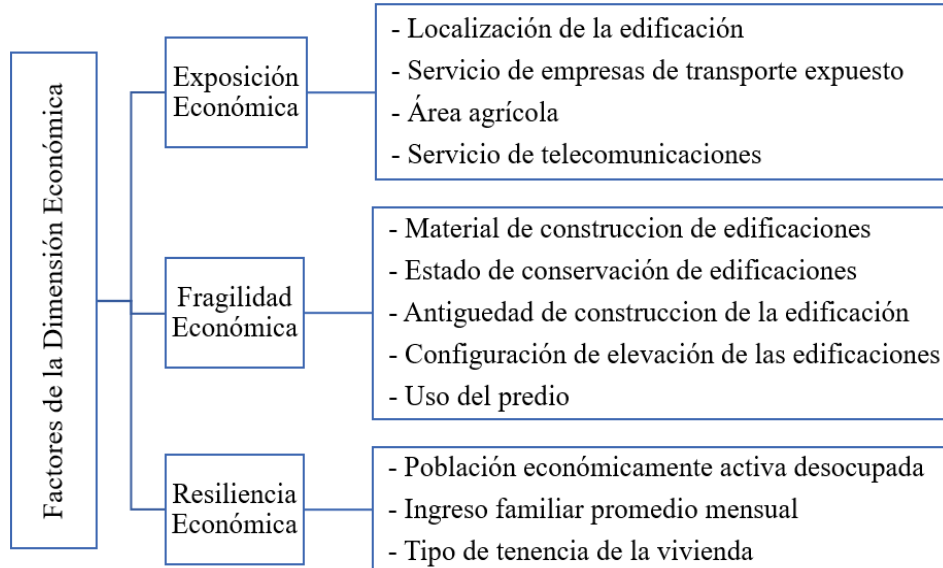 Factores de la Dimensión Económica
Exposición
Económica
- Localización de la edificación
- Servicio de empresas de transporte expuesto
- Área agrícola
- Servicio de telecomunicaciones
Fragilidad
Económica
- Material de construccion de edificaciones
- Estado de conservación de edificaciones
- Antiguedad de construccion de la edificación
- Configuración de elevación de las edificaciones
- Uso del predio
Resiliencia
Económica
- Población económicamente activa desocupada
- Ingreso familiar promedio mensual
- Tipo de tenencia de la vivienda